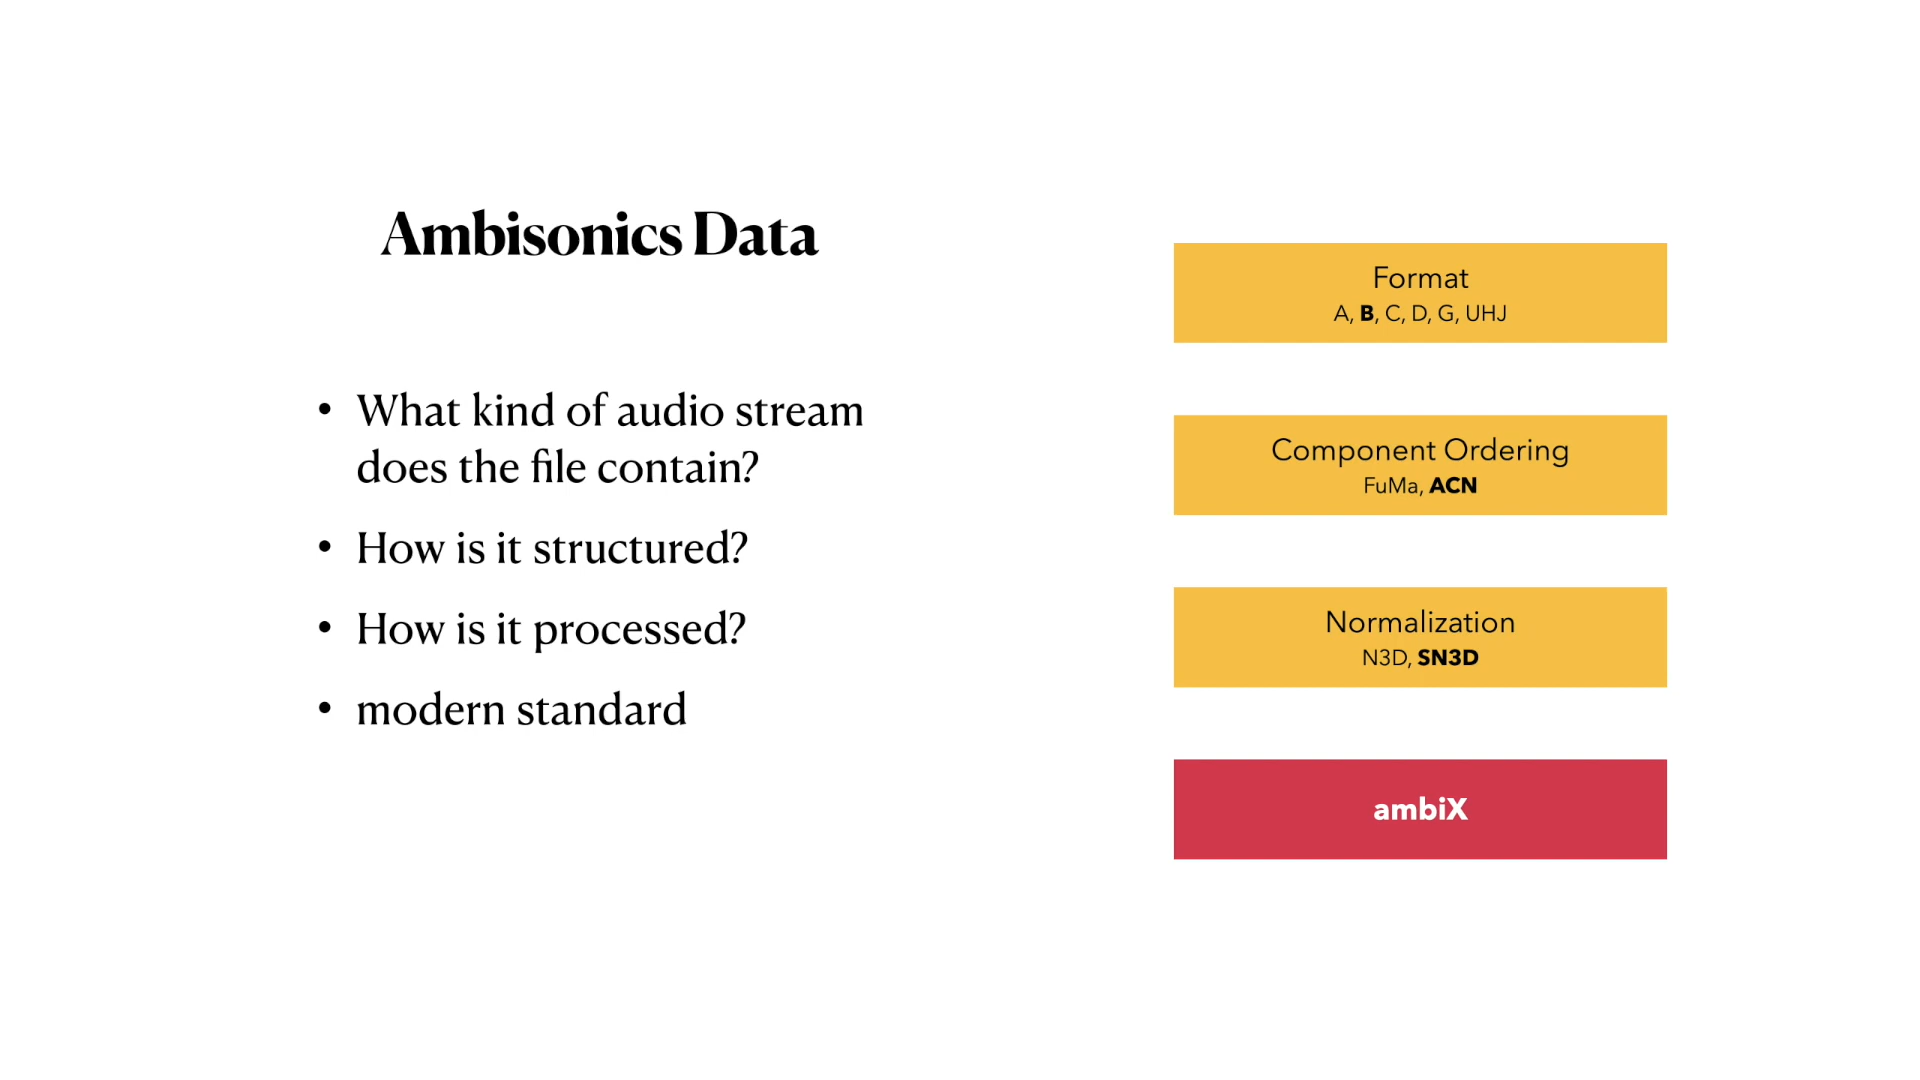 Ambisonics Data
• What kind of audio stream
does the file contain?
• How is it structured?
• How is it processed?
• modern standard
Format
A, B, C, D, G, UHJ
Component Ordering
FuMa, ACN
Normalization
N3D, SN3D
ambiX